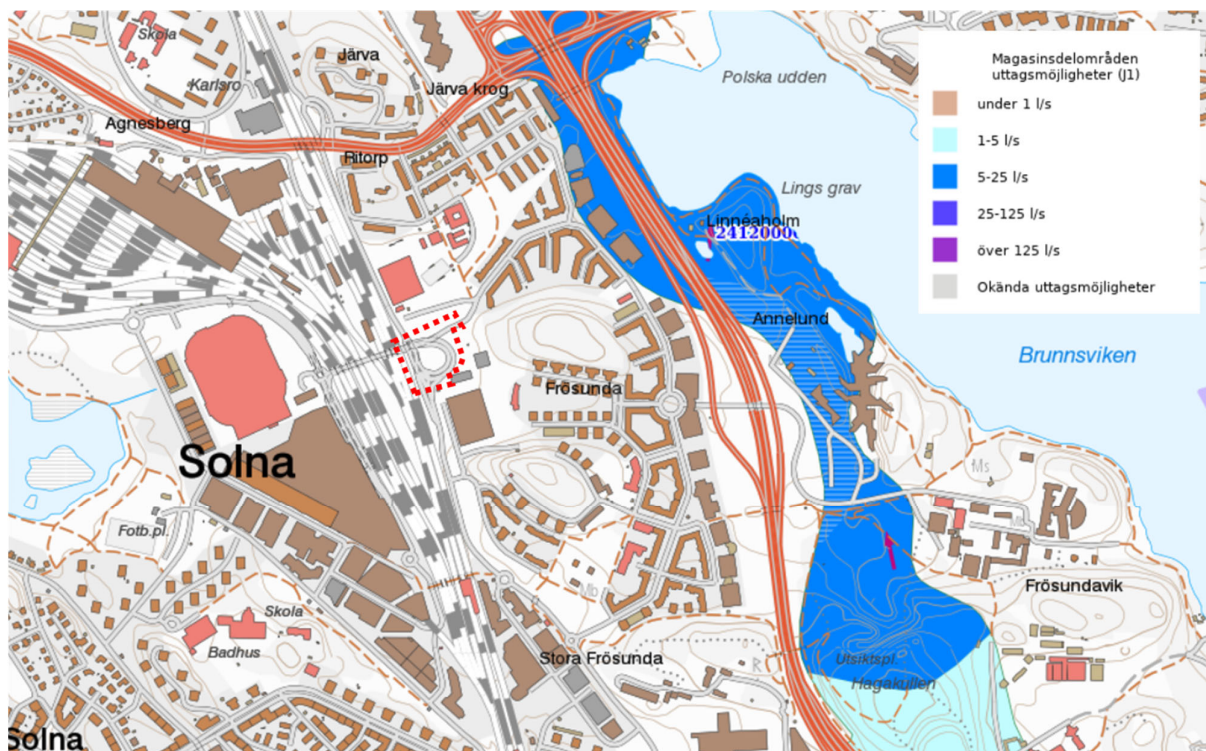 Skola
Karlsro
Agnesberg
Järva
Järva krog
Ritorp
Polska udden
Lings grav
Linnéaholm
2412000
Annelund
Brunnsviken
Frösunda
Solna
Fotb.pl.
Skola
Badhus
Stora Frösunda
Ms
Mb
Frösundavik
Utsiktspl.
Hagakullen
R
Solna
Magasinsdelområden
uttagsmöjligheter (J1)
under 1 l/s
1-5 l/s
5-25 l/s
25-125 l/s
över 125 l/s
Okända uttagsmöjligheter